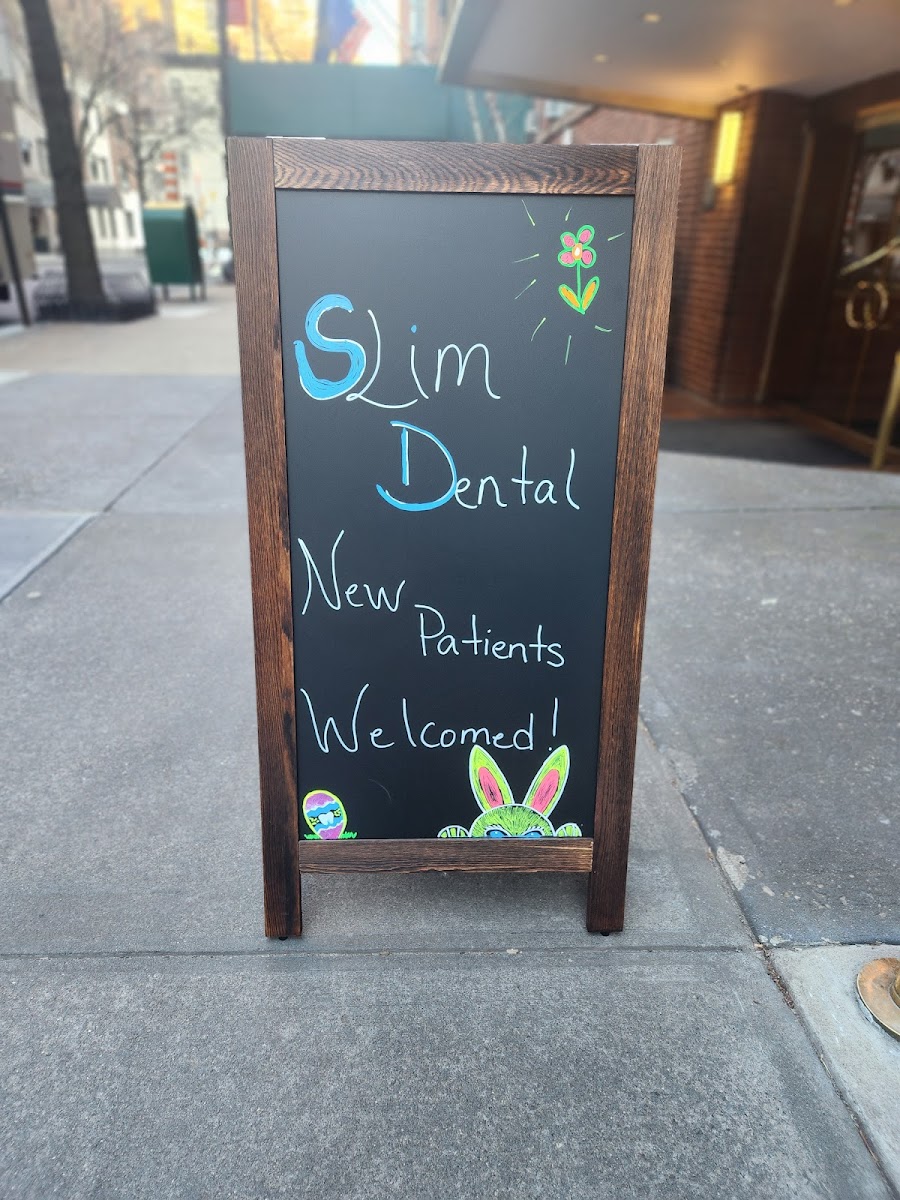 SLim
Dental
New
Patients
Welcomed!